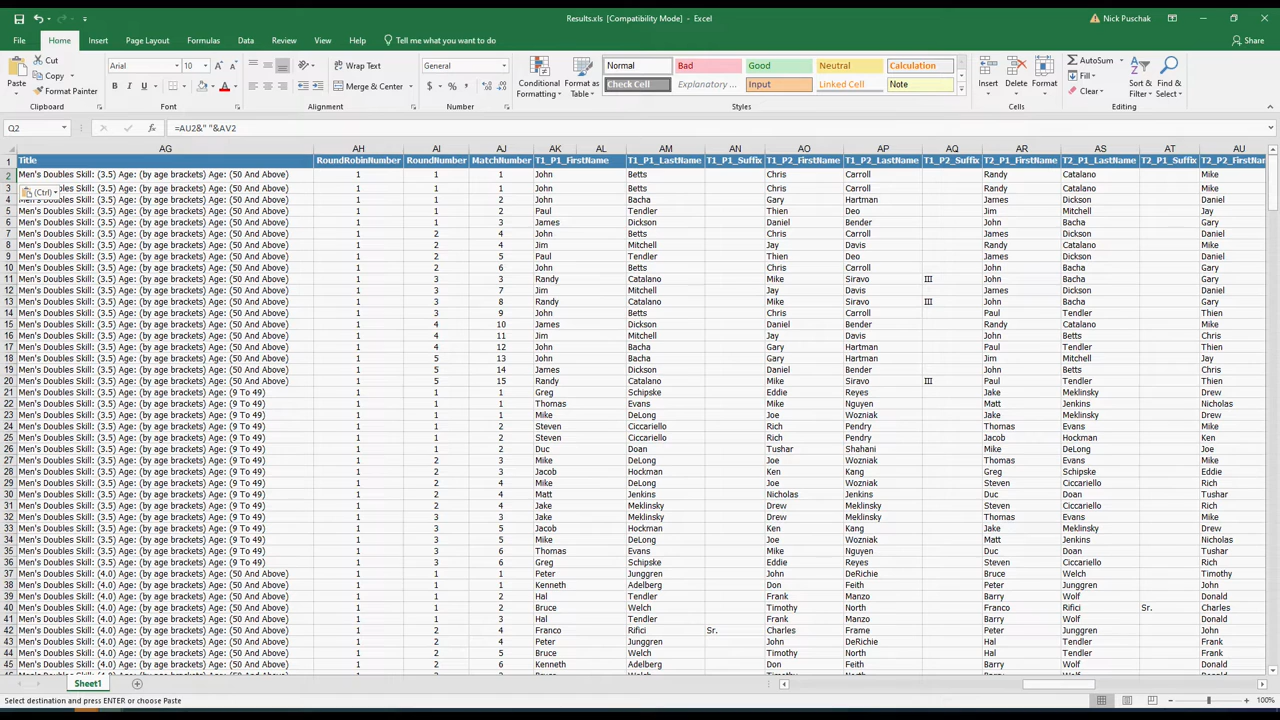 Results.xls [Compatibility Mode] - Excel
Nick Puschak
File Home Insert Page Layout Formulas Data Review View Help Tell me what you want to do Share
Paste Cut Copy Format Painter Clipboard
Arial 10 B I U Font
Wrap Text Merge & Center Alignment
General $ % Number
Conditional Formatting Format as Table
Normal Bad Good Neutral Calculation
Check Cell Explanatory ... Input Linked Cell Note
Styles
Insert Delete Format Cells
AutoSum Fill Clear Sort & Filter Find & Select Editing
Q2 fx =AU2&" "&AV2
AG AH AI AJ AK AL AM AN AO AP AQ AR AS AT AU
1 Title RoundRobinNumber RoundNumber MatchNumber T1_P1_FirstName T1_P1_LastName T1_P1_Suffix T1_P2_FirstName T1_P2_LastName T1_P2_Suffix T2_P1_FirstName T2_P1_LastName T2_P1_Suffix T2_P2_FirstName
2 Men's Doubles Skill: (3.5) Age: (by age brackets) Age: (50 And Above) 1 1 1 John Betts Chris Carroll Randy Catalano Mike
3 (Ctrl) by age brackets) Age: (50 And Above) 1 1 1 John Betts Chris Carroll Randy Catalano Mike
4 Men's Doubles Skill: (3.5) Age: (by age brackets) Age: (50 And Above) 1 1 2 John Bacha Gary Hartman James Dickson Daniel
5 Men's Doubles Skill: (3.5) Age: (by age brackets) Age: (50 And Above) 1 1 2 Paul Tendler Thien Deo Jim Mitchell Jay
6 Men's Doubles Skill: (3.5) Age: (by age brackets) Age: (50 And Above) 1 1 3 James Dickson Daniel Bender John Bacha Gary
7 Men's Doubles Skill: (3.5) Age: (by age brackets) Age: (50 And Above) 1 2 4 John Betts Chris Carroll James Dickson Daniel
8 Men's Doubles Skill: (3.5) Age: (by age brackets) Age: (50 And Above) 1 2 4 Jim Mitchell Jay Davis Randy Catalano Mike
9 Men's Doubles Skill: (3.5) Age: (by age brackets) Age: (50 And Above) 1 2 5 Paul Tendler Thien Deo James Dickson Daniel
10 Men's Doubles Skill: (3.5) Age: (by age brackets) Age: (50 And Above) 1 2 6 John Betts Chris Carroll John Bacha Gary
11 Men's Doubles Skill: (3.5) Age: (by age brackets) Age: (50 And Above) 1 3 3 Randy Catalano Mike Siravo III John Bacha Gary
12 Men's Doubles Skill: (3.5) Age: (by age brackets) Age: (50 And Above) 1 3 7 Jim Mitchell Jay Davis James Dickson Daniel
13 Men's Doubles Skill: (3.5) Age: (by age brackets) Age: (50 And Above) 1 3 8 Randy Catalano Mike Siravo III John Bacha Gary
14 Men's Doubles Skill: (3.5) Age: (by age brackets) Age: (50 And Above) 1 3 9 John Betts Chris Carroll Paul Tendler Thien
15 Men's Doubles Skill: (3.5) Age: (by age brackets) Age: (50 And Above) 1 4 10 James Dickson Daniel Bender Randy Catalano Mike
16 Men's Doubles Skill: (3.5) Age: (by age brackets) Age: (50 And Above) 1 4 11 Jim Mitchell Jay Davis John Betts Chris
17 Men's Doubles Skill: (3.5) Age: (by age brackets) Age: (50 And Above) 1 4 12 John Bacha Gary Hartman Paul Tendler Thien
18 Men's Doubles Skill: (3.5) Age: (by age brackets) Age: (50 And Above) 1 5 13 John Bacha Gary Hartman Jim Mitchell Jay
19 Men's Doubles Skill: (3.5) Age: (by age brackets) Age: (50 And Above) 1 5 14 James Dickson Daniel Bender John Betts Chris
20 Men's Doubles Skill: (3.5) Age: (by age brackets) Age: (50 And Above) 1 5 15 Randy Catalano Mike Siravo III Paul Tendler Thien
21 Men's Doubles Skill: (3.5) Age: (by age brackets) Age: (9 To 49) 1 1 1 Greg Schipske Eddie Reyes Jake Meklinsky Drew
22 Men's Doubles Skill: (3.5) Age: (by age brackets) Age: (9 To 49) 1 1 1 Thomas Evans Mike Nguyen Matt Jenkins Nicholas
23 Men's Doubles Skill: (3.5) Age: (by age brackets) Age: (9 To 49) 1 1 1 Mike DeLong Joe Wozniak Jake Meklinsky Drew
24 Men's Doubles Skill: (3.5) Age: (by age brackets) Age: (9 To 49) 1 1 2 Steven Ciccariello Rich Pendry Thomas Evans Mike
25 Men's Doubles Skill: (3.5) Age: (by age brackets) Age: (9 To 49) 1 1 2 Steven Ciccariello Rich Pendry Jacob Hockman Ken
26 Men's Doubles Skill: (3.5) Age: (by age brackets) Age: (9 To 49) 1 1 2 Duc Doan Tushar Shahani Mike DeLong Joe
27 Men's Doubles Skill: (3.5) Age: (by age brackets) Age: (9 To 49) 1 2 3 Mike DeLong Joe Wozniak Thomas Evans Mike
28 Men's Doubles Skill: (3.5) Age: (by age brackets) Age: (9 To 49) 1 2 3 Jacob Hockman Ken Kang Greg Schipske Eddie
29 Men's Doubles Skill: (3.5) Age: (by age brackets) Age: (9 To 49) 1 2 4 Mike DeLong Joe Wozniak Steven Ciccariello Rich
30 Men's Doubles Skill: (3.5) Age: (by age brackets) Age: (9 To 49) 1 2 4 Matt Jenkins Nicholas Jenkins Duc Doan Tushar
31 Men's Doubles Skill: (3.5) Age: (by age brackets) Age: (9 To 49) 1 2 4 Jake Meklinsky Drew Meklinsky Steven Ciccariello Rich
32 Men's Doubles Skill: (3.5) Age: (by age brackets) Age: (9 To 49) 1 3 3 Jake Meklinsky Drew Meklinsky Thomas Evans Mike
33 Men's Doubles Skill: (3.5) Age: (by age brackets) Age: (9 To 49) 1 3 4 Jacob Hockman Ken Kang Jake Meklinsky Drew
34 Men's Doubles Skill: (3.5) Age: (by age brackets) Age: (9 To 49) 1 3 5 Mike DeLong Joe Wozniak Matt Jenkins Nicholas
35 Men's Doubles Skill: (3.5) Age: (by age brackets) Age: (9 To 49) 1 3 6 Thomas Evans Mike Nguyen Duc Doan Tushar
36 Men's Doubles Skill: (3.5) Age: (by age brackets) Age: (9 To 49) 1 3 6 Greg Schipske Eddie Reyes Steven Ciccariello Rich
37 Men's Doubles Skill: (4.0) Age: (by age brackets) Age: (50 And Above) 1 1 1 Peter Junggren John DeRichie Bruce Welch Timothy
38 Men's Doubles Skill: (4.0) Age: (by age brackets) Age: (50 And Above) 1 1 1 Kenneth Adelberg Don Feith Peter Junggren John
39 Men's Doubles Skill: (4.0) Age: (by age brackets) Age: (50 And Above) 1 1 2 Hal Tendler Frank Manzo Barry Wolf Donald
40 Men's Doubles Skill: (4.0) Age: (by age brackets) Age: (50 And Above) 1 1 2 Bruce Welch Timothy North Franco Rifici Sr. Charles
41 Men's Doubles Skill: (4.0) Age: (by age brackets) Age: (50 And Above) 1 1 3 Hal Tendler Frank Manzo Barry Wolf Donald
42 Men's Doubles Skill: (4.0) Age: (by age brackets) Age: (50 And Above) 1 2 4 Franco Rifici Sr. Charles Frame Peter Junggren John
43 Men's Doubles Skill: (4.0) Age: (by age brackets) Age: (50 And Above) 1 2 4 Peter Junggren John DeRichie Hal Tendler Frank
44 Men's Doubles Skill: (4.0) Age: (by age brackets) Age: (50 And Above) 1 2 5 Bruce Welch Timothy North Barry Wolf Donald
45 Men's Doubles Skill: (4.0) Age: (by age brackets) Age: (50 And Above) 1 2 6 Kenneth Adelberg Don Feith Barry Wolf Donald
Sheet1
Select destination and press ENTER or choose Paste
100%